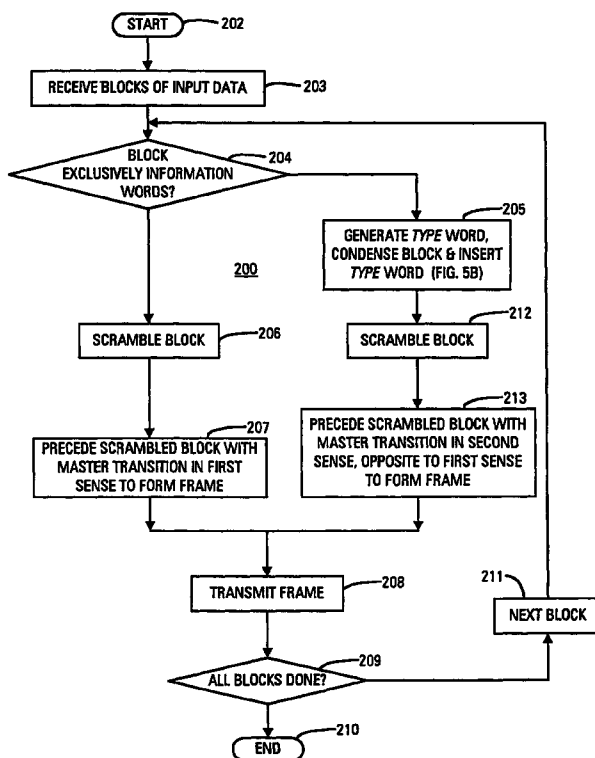 START
202
RECEIVE BLOCKS OF INPUT DATA
203
BLOCK
EXCLUSIVELY INFORMATION
WORDS?
204
205
GENERATE TYPE WORD,
CONDENSE BLOCK & INSERT
TYPE WORD (FIG. 5B)
200
SCRAMBLE BLOCK
206
212
SCRAMBLE BLOCK
207
PRECEDE SCRAMBLED BLOCK WITH
MASTER TRANSITION IN FIRST
SENSE TO FORM FRAME
213
PRECEDE SCRAMBLED BLOCK WITH
MASTER TRANSITION IN SECOND
SENSE, OPPOSITE TO FIRST SENSE
TO FORM FRAME
TRANSMIT FRAME
208
211
NEXT BLOCK
ALL BLOCKS DONE?
209
END
210